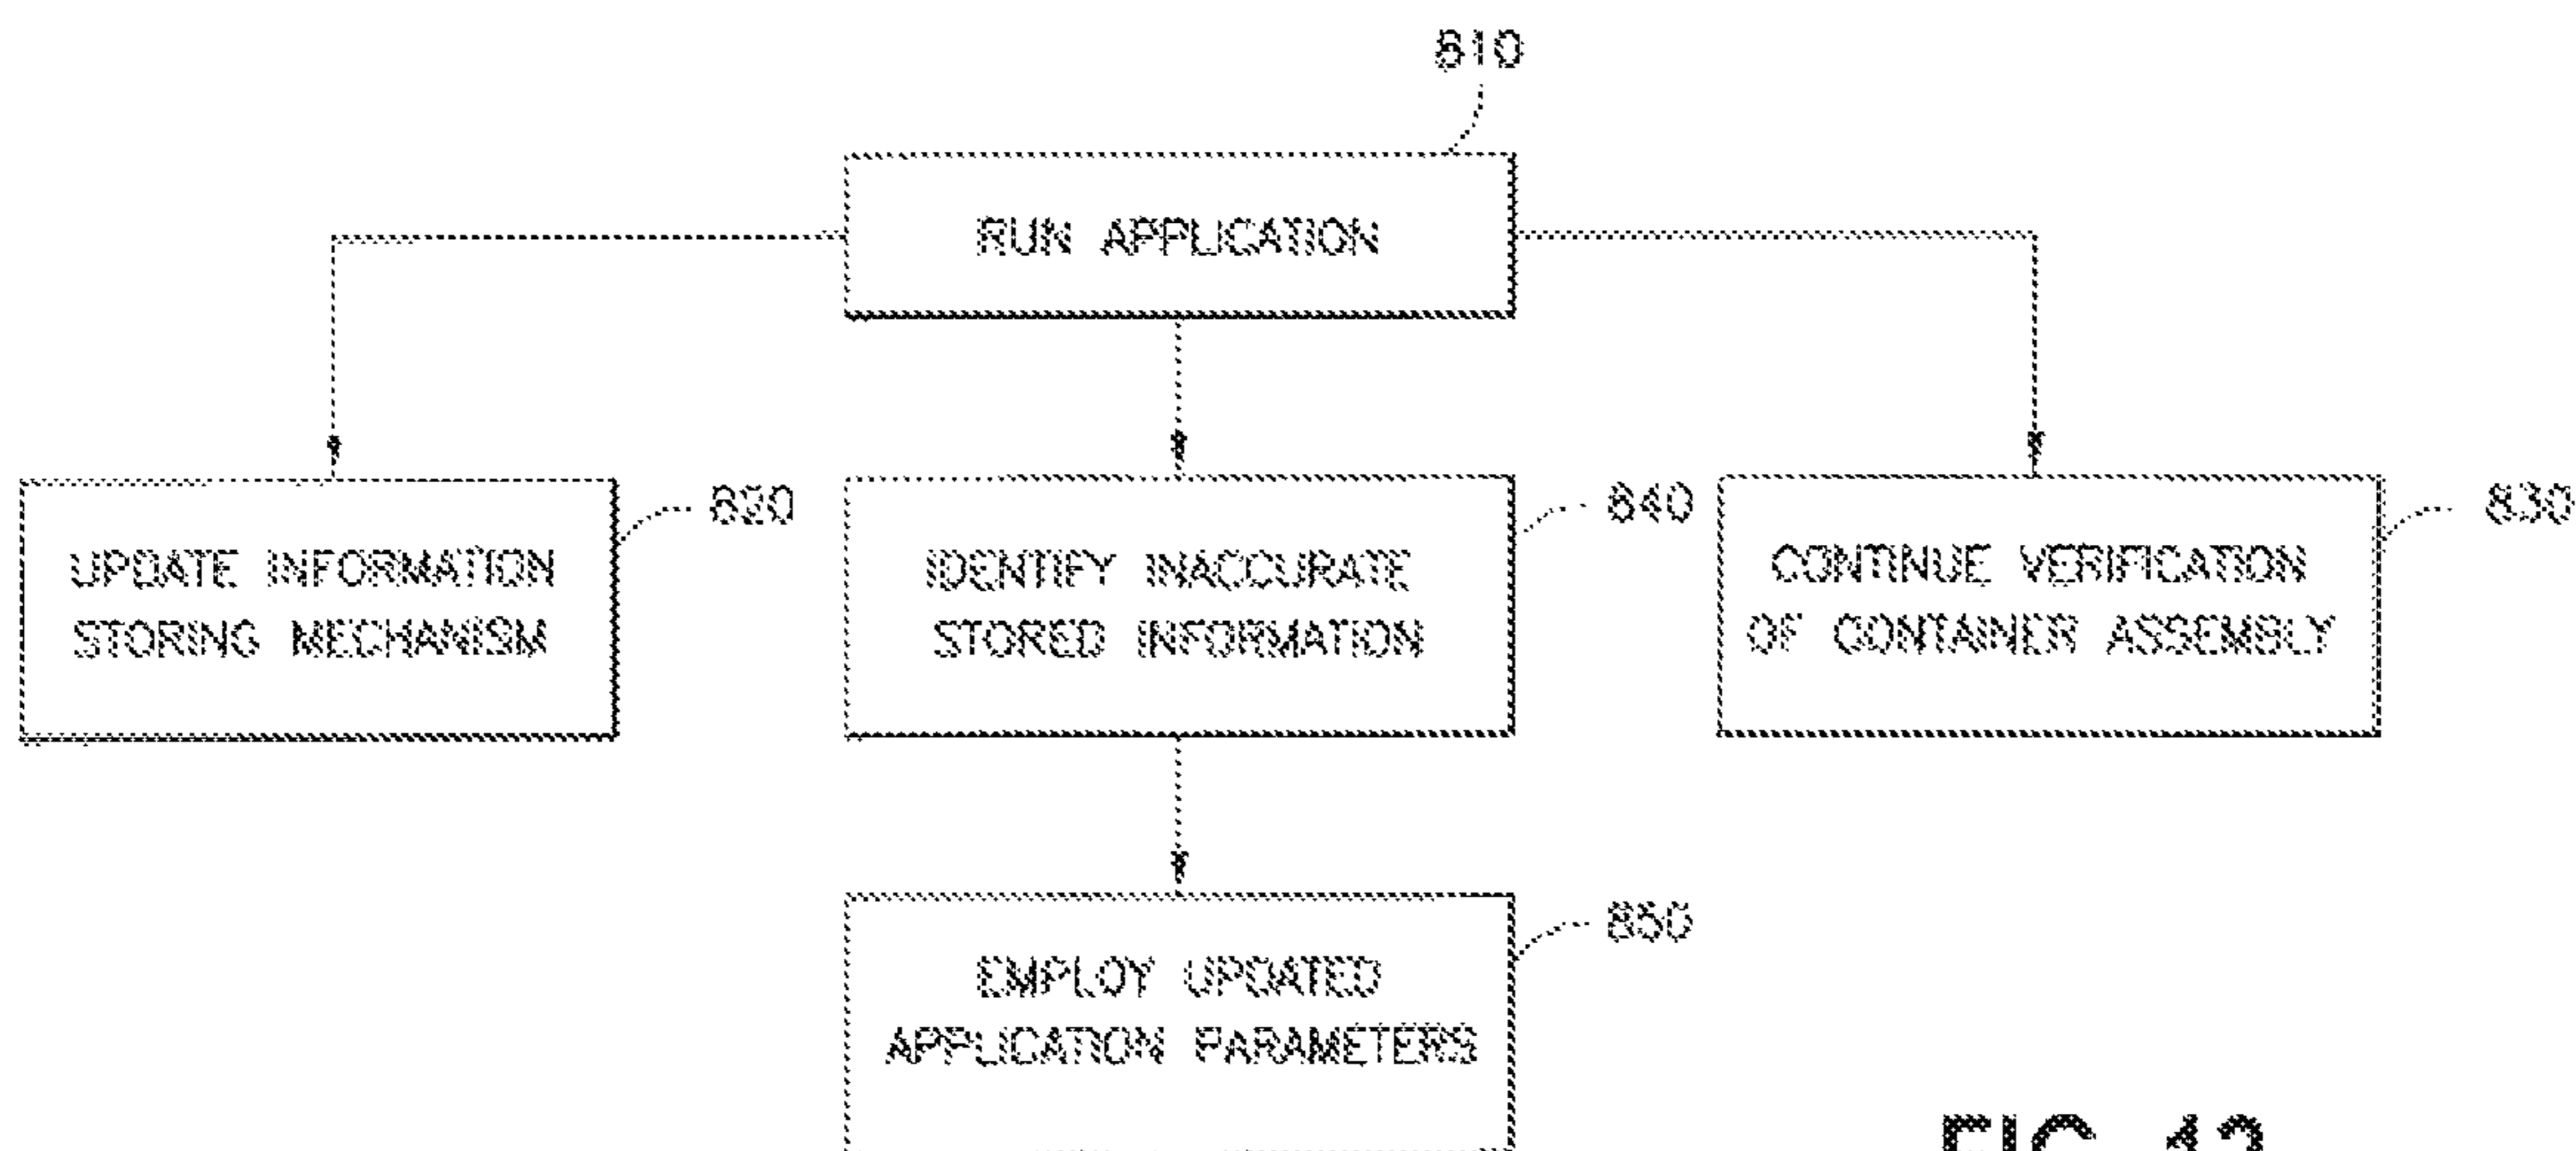 810
RUN APPLICATION
820
UPDATE INFORMATION
STORING MECHANISM
840
IDENTIFY INACCURATE
STORED INFORMATION
830
CONTINUE VERIFICATION
OF CONTAINER ASSEMBLY
850
EMPLOY UPDATED
APPLICATION PARAMETERS